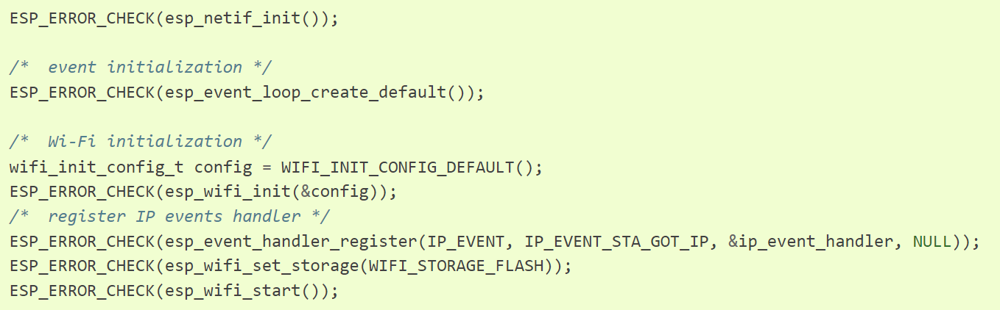 ESP_ERROR_CHECK(esp_netif_init());
/*  event initialization */
ESP_ERROR_CHECK(esp_event_loop_create_default());
/*  Wi-Fi initialization */
wifi_init_config_t config = WIFI_INIT_CONFIG_DEFAULT();
ESP_ERROR_CHECK(esp_wifi_init(&config));
/*  register IP events handler */
ESP_ERROR_CHECK(esp_event_handler_register(IP_EVENT, IP_EVENT_STA_GOT_IP, &ip_event_handler, NULL));
ESP_ERROR_CHECK(esp_wifi_set_storage(WIFI_STORAGE_FLASH));
ESP_ERROR_CHECK(esp_wifi_start());